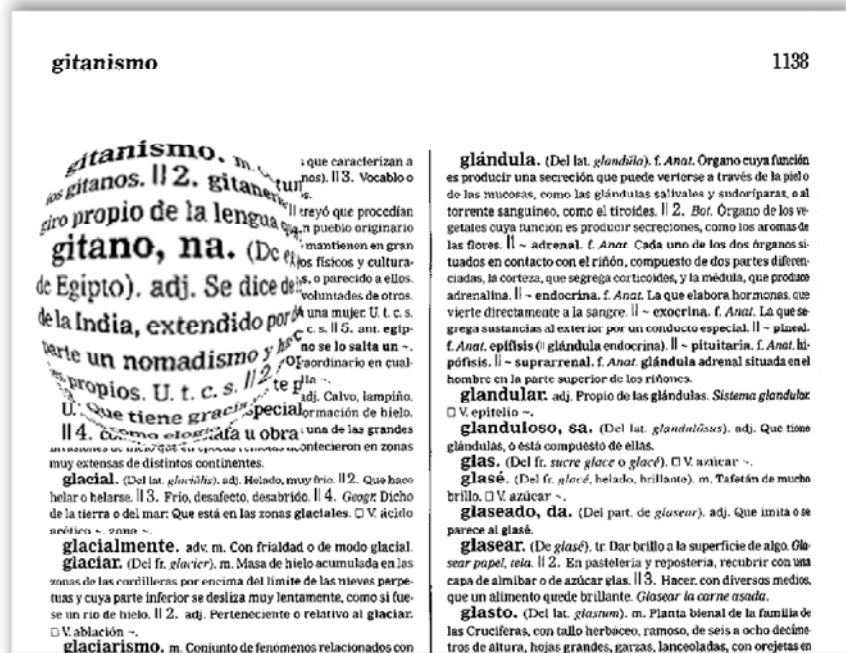 gitanismo
1138
gitanismo. m.
los gitanos. || 2. gitanería
giro propio de la lengua
gitano, na. (De
de Egipto). adj. Se dice de
de la India, extendido por
parte un nomadismo y
propios. U. t. c. s. || 2.
U. Que tiene gracia
|| 4. como elog
que caracterizan a
nos). || 3. Vocablo o
creyó que procedían
n pueblo originario
mantienen en gran
os físicos y cultura-
s, o parecido a ellos.
voluntades de otros.
una mujer. U. t. c. s.
c. s. || 5. ant. egip-
no se lo salta un ~.
raordinario en cual-
adj. Calvo, lampiño.
ormación de hielo.
una de las grandes
acontecieron en zonas
muy extensas de distintos continentes.
glacial. (Del lat. glaciālis). adj. Helado, muy frío. || 2. Que hace
helar o helarse. || 3. Frío, desafecto, desabrido. || 4. Geogr. Dicho
de la tierra o del mar: Que está en las zonas glaciales. □ V. ácido
acético ~, zona ~.
glacialmente. adv. m. Con frialdad o de modo glacial.
glaciar. (Del fr. glacier). m. Masa de hielo acumulada en las
zonas de las cordilleras por encima del límite de las nieves perpe-
tuas y cuya parte inferior se desliza muy lentamente, como si fue-
se un río de hielo. || 2. adj. Perteneciente o relativo al glaciar.
□ V. ablación ~.
glaciarismo. m. Conjunto de fenómenos relacionados con
glándula. (Del lat. glandŭla). f. Anat. Órgano cuya función
es producir una secreción que puede verterse a través de la piel o
de las mucosas, como las glándulas salivales y sudoríparas, o al
torrente sanguíneo, como el tiroides. || 2. Bot. Órgano de los ve-
getales cuya función es producir secreciones, como los aromas de
las flores. || ~ adrenal. f. Anat. Cada uno de los dos órganos si-
tuados en contacto con el riñón, compuesto de dos partes diferen-
ciadas, la corteza, que segrega corticoides, y la médula, que produce
adrenalina. || ~ endocrina. f. Anat. La que elabora hormonas, que
vierte directamente a la sangre. || ~ exocrina. f. Anat. La que se-
grega sustancias al exterior por un conducto especial. || ~ pineal.
f. Anat. epífisis (|| glándula endocrina). || ~ pituitaria. f. Anat. hi-
pófisis. || ~ suprarrenal. f. Anat. glándula adrenal situada en el
hombre en la parte superior de los riñones.
glandular. adj. Propio de las glándulas. Sistema glandular.
□ V. epitelio ~.
glanduloso, sa. (Del lat. glandulōsus). adj. Que tiene
glándulas, o está compuesto de ellas.
glas. (Del fr. sucre glace o glacé). □ V. azúcar ~.
glasé. (Del fr. glacé, helado, brillante). m. Tafetán de mucho
brillo. □ V. azúcar ~.
glaseado, da. (Del part. de glasear). adj. Que imita o se
parece al glasé.
glasear. (De glasé). tr. Dar brillo a la superficie de algo. Gla-
sear papel, tela. || 2. En pastelería y repostería, recubrir con una
capa de almíbar o de azúcar glas. || 3. Hacer, con diversos medios,
que un alimento quede brillante. Glasear la carne asada.
glasto. (Del lat. glastum). m. Planta bienal de la familia de
las Crucíferas, con tallo herbáceo, ramoso, de seis a ocho decíme-
tros de altura, hojas grandes, garzas, lanceoladas, con orejetas en